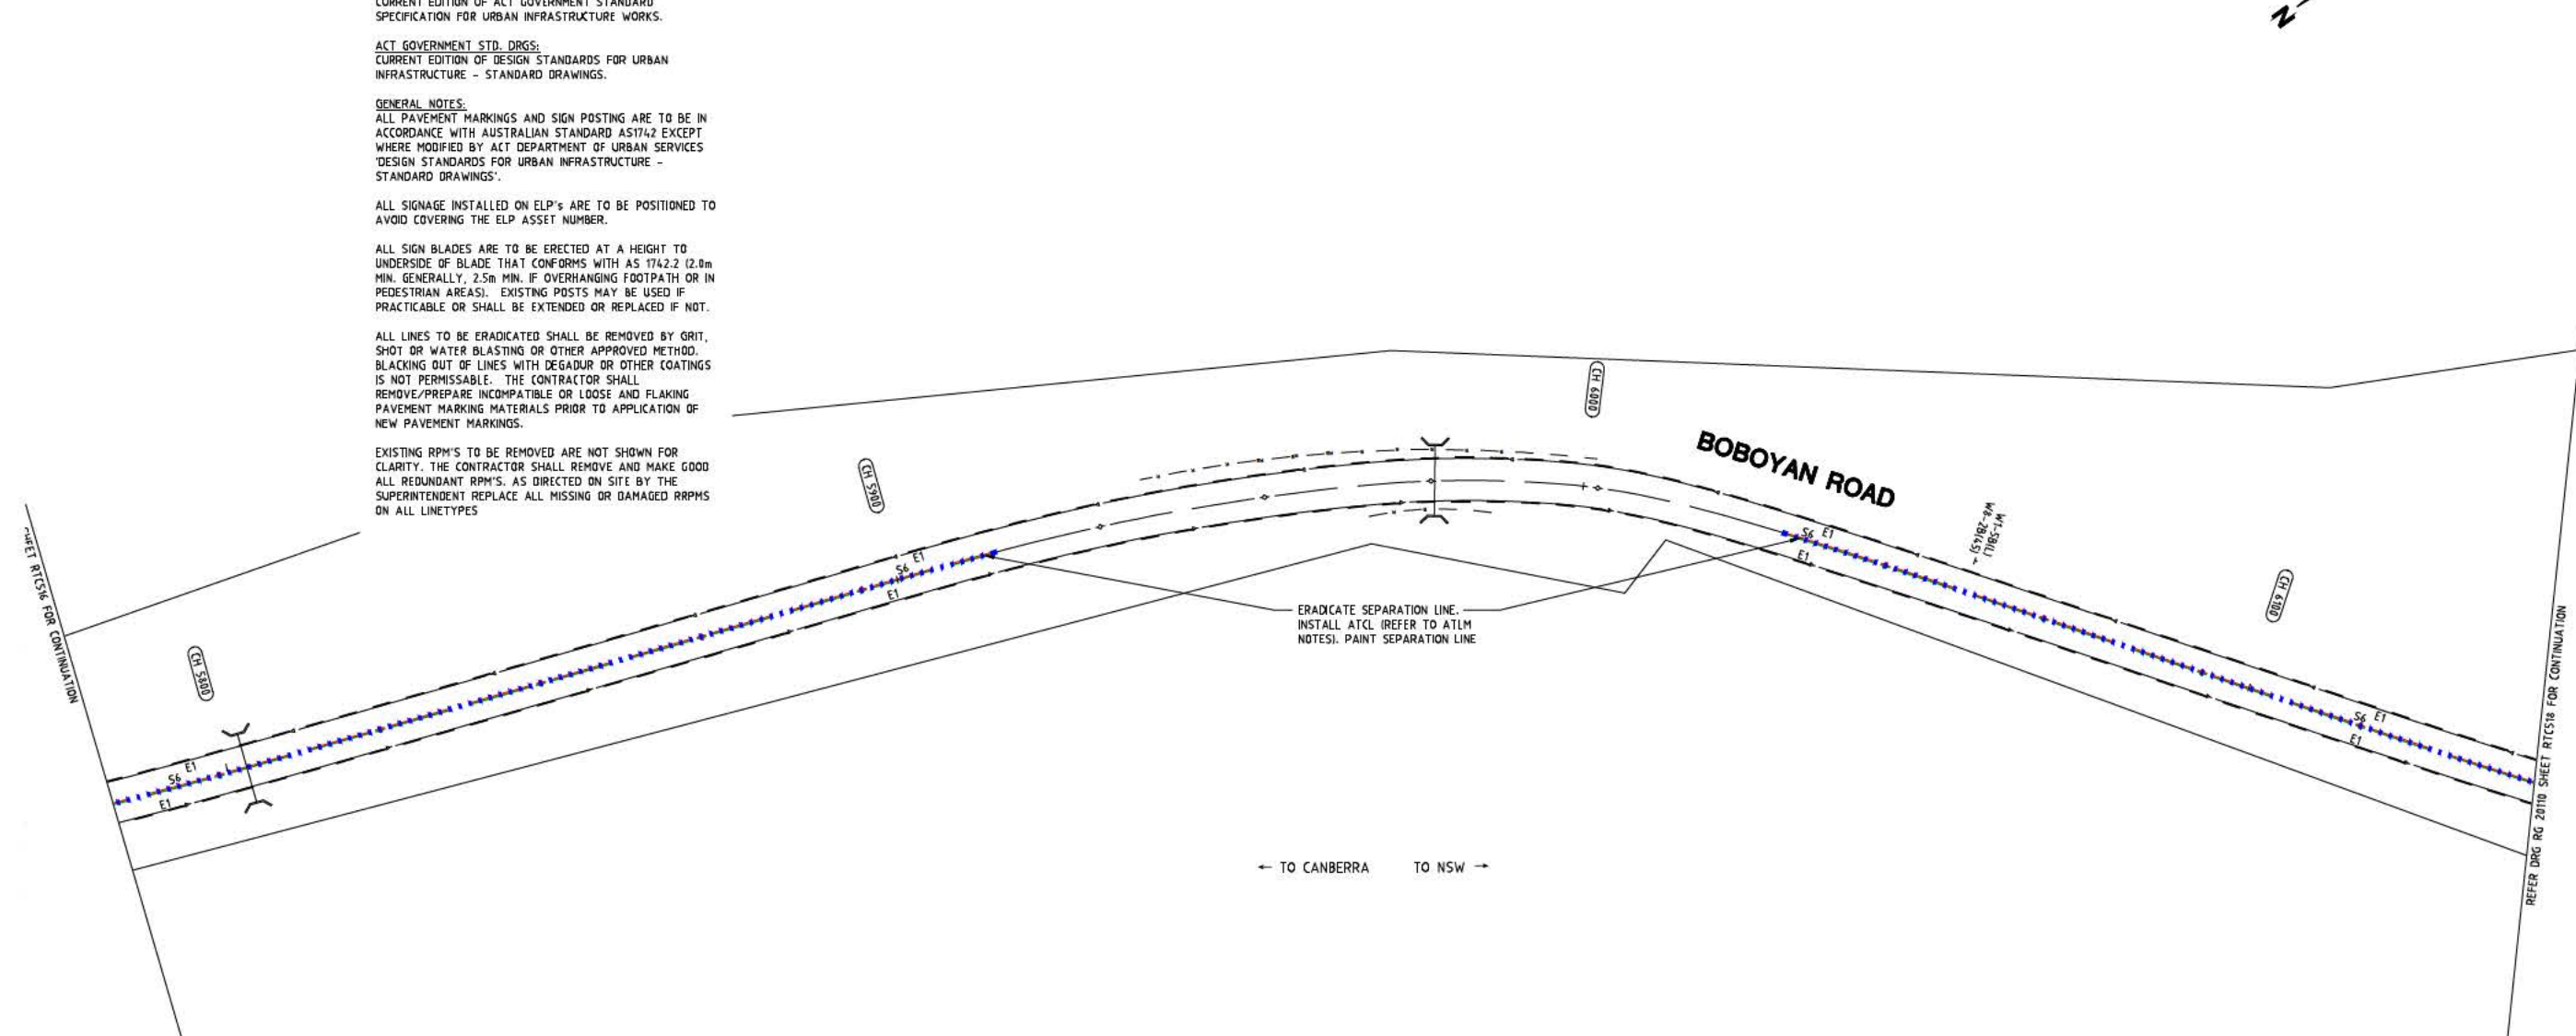 CURRENT EDITION OF ACT GOVERNMENT STANDARD
SPECIFICATION FOR URBAN INFRASTRUCTURE WORKS.
ACT GOVERNMENT STD. DRGS:
CURRENT EDITION OF DESIGN STANDARDS FOR URBAN
INFRASTRUCTURE - STANDARD DRAWINGS.
GENERAL NOTES:
ALL PAVEMENT MARKINGS AND SIGN POSTING ARE TO BE IN
ACCORDANCE WITH AUSTRALIAN STANDARD AS1742 EXCEPT
WHERE MODIFIED BY ACT DEPARTMENT OF URBAN SERVICES
'DESIGN STANDARDS FOR URBAN INFRASTRUCTURE -
STANDARD DRAWINGS'.
ALL SIGNAGE INSTALLED ON ELP's ARE TO BE POSITIONED TO
AVOID COVERING THE ELP ASSET NUMBER.
ALL SIGN BLADES ARE TO BE ERECTED AT A HEIGHT TO
UNDERSIDE OF BLADE THAT CONFORMS WITH AS 1742.2 (2.0m
MIN. GENERALLY, 2.5m MIN. IF OVERHANGING FOOTPATH OR IN
PEDESTRIAN AREAS). EXISTING POSTS MAY BE USED IF
PRACTICABLE OR SHALL BE EXTENDED OR REPLACED IF NOT.
ALL LINES TO BE ERADICATED SHALL BE REMOVED BY GRIT,
SHOT OR WATER BLASTING OR OTHER APPROVED METHOD.
BLACKING OUT OF LINES WITH DEGADUR OR OTHER COATINGS
IS NOT PERMISSABLE. THE CONTRACTOR SHALL
REMOVE/PREPARE INCOMPATIBLE OR LOOSE AND FLAKING
PAVEMENT MARKING MATERIALS PRIOR TO APPLICATION OF
NEW PAVEMENT MARKINGS.
EXISTING RPM'S TO BE REMOVED ARE NOT SHOWN FOR
CLARITY. THE CONTRACTOR SHALL REMOVE AND MAKE GOOD
ALL REDUNDANT RPM'S. AS DIRECTED ON SITE BY THE
SUPERINTENDENT REPLACE ALL MISSING OR DAMAGED RRPMS
ON ALL LINETYPES
N
SHEET RTCS16 FOR CONTINUATION
CH 5800
CH 5900
CH 6000
BOBOYAN ROAD
W1-5B(L)
W8-2B(45)
CH 6100
S6 E1
E1
S6 E1
E1
S6 E1
E1
S6 E1
E1
ERADICATE SEPARATION LINE.
INSTALL ATCL (REFER TO ATLM
NOTES). PAINT SEPARATION LINE
← TO CANBERRA TO NSW →
REFER DRG RG 20110 SHEET RTCS18 FOR CONTINUATION